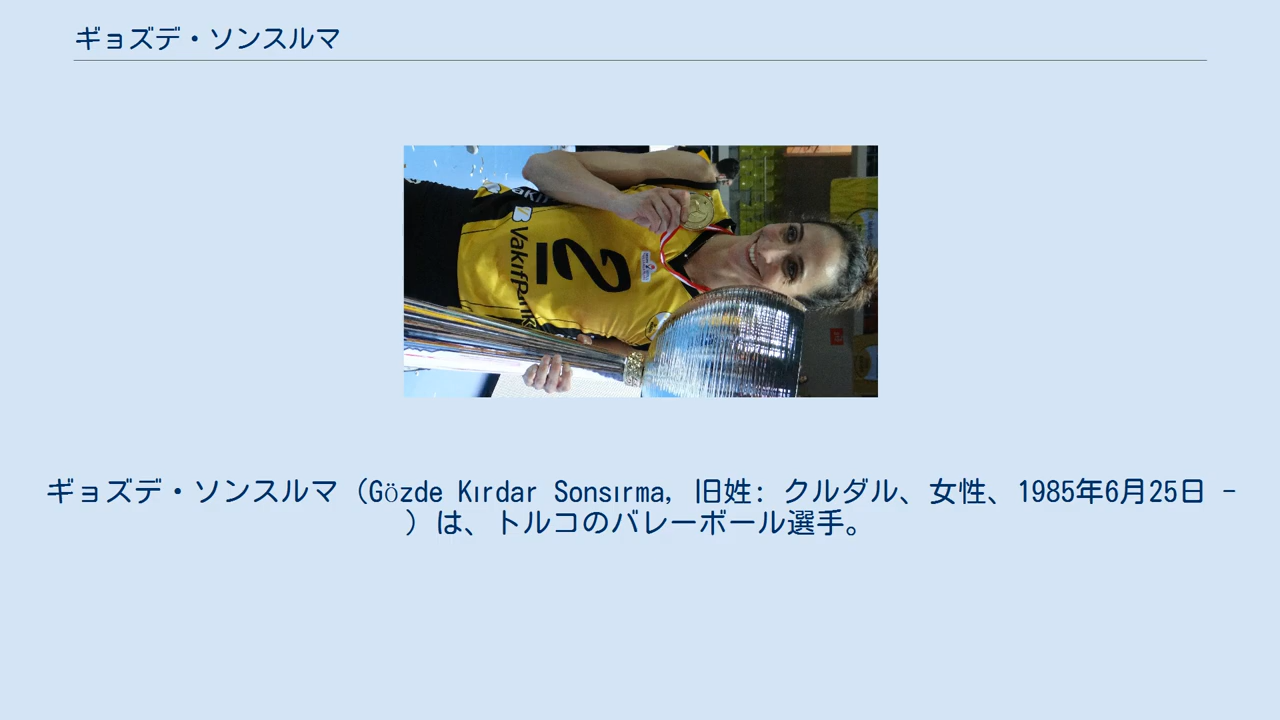 ギョズデ・ソンスルマ
VakıfBank
2
ギョズデ・ソンスルマ（Gözde Kırdar Sonsırma, 旧姓: クルダル、女性、1985年6月25日 -
）は、トルコのバレーボール選手。